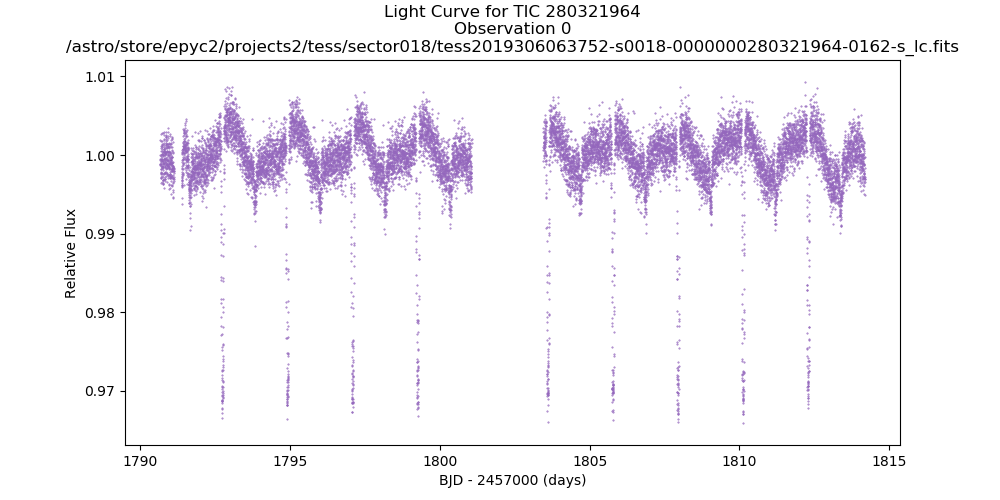 Light Curve for TIC 280321964
Observation 0
/astro/store/epyc2/projects2/tess/sector018/tess2019306063752-s0018-0000000280321964-0162-s_lc.fits
1.01
1.00
0.99
0.98
0.97
Relative Flux
1790
1795
1800
1805
1810
1815
BJD - 2457000 (days)